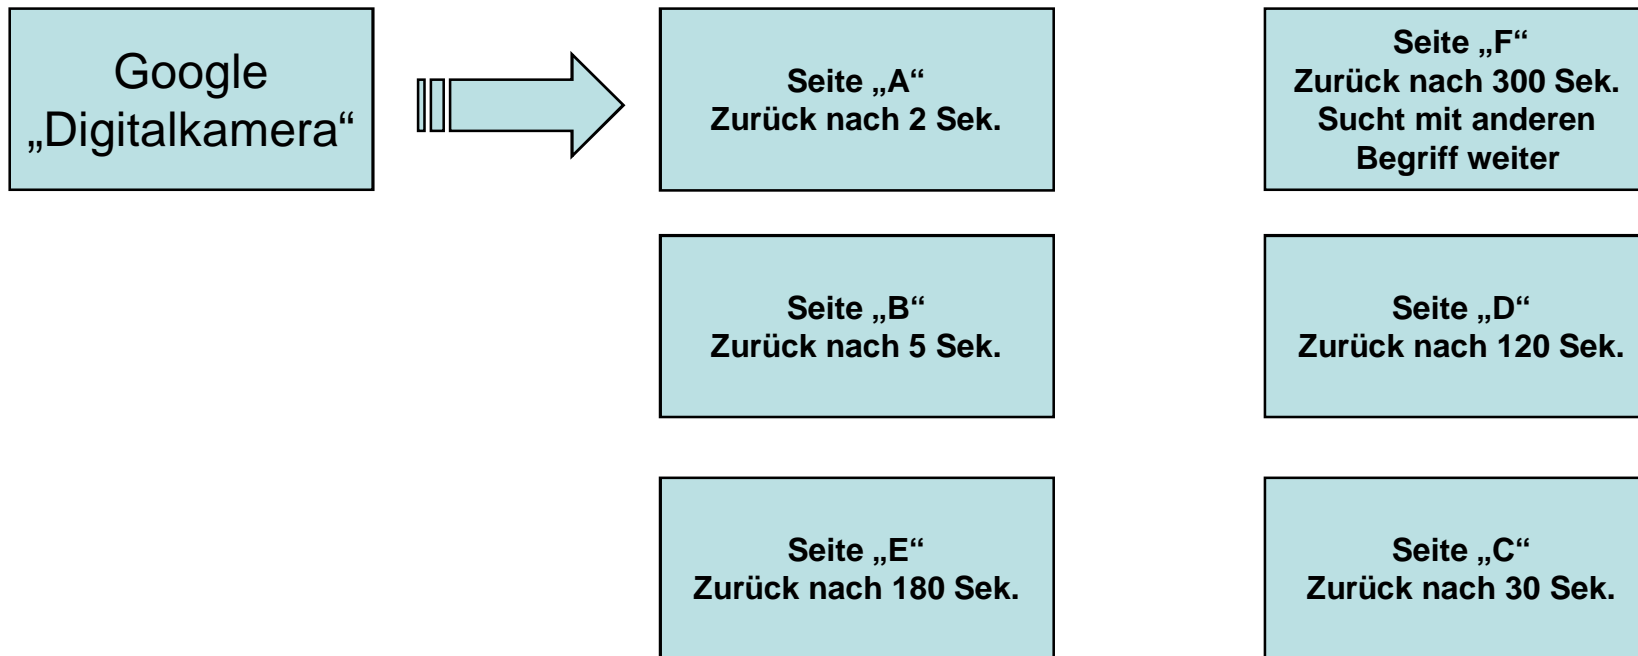 Google
„Digitalkamera“
Seite „A“
Zurück nach 2 Sek.
Seite „F“
Zurück nach 300 Sek.
Sucht mit anderen
Begriff weiter
Seite „B“
Zurück nach 5 Sek.
Seite „D“
Zurück nach 120 Sek.
Seite „E“
Zurück nach 180 Sek.
Seite „C“
Zurück nach 30 Sek.